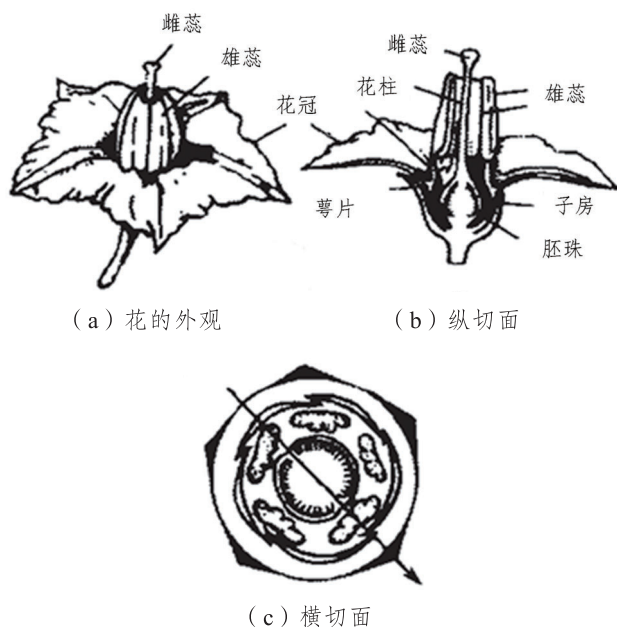 雌蕊
雄蕊
花冠
雌蕊
花柱
雄蕊
萼片
子房
胚珠
（a）花的外观
（b）纵切面
（c）横切面